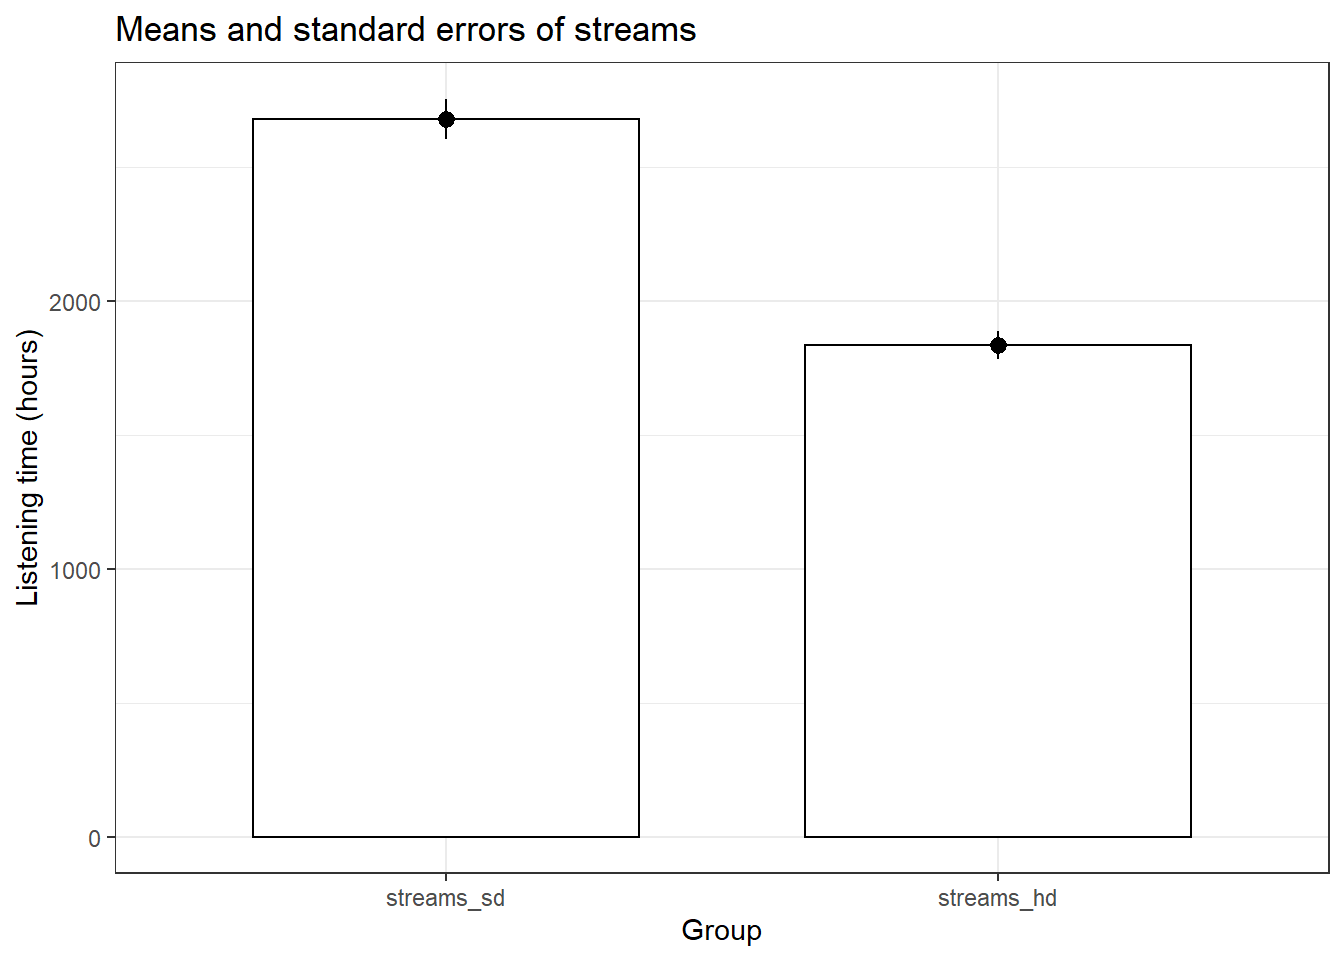 Means and standard errors of streams
Listening time (hours)
2000
1000
0
streams_sd
streams_hd
Group